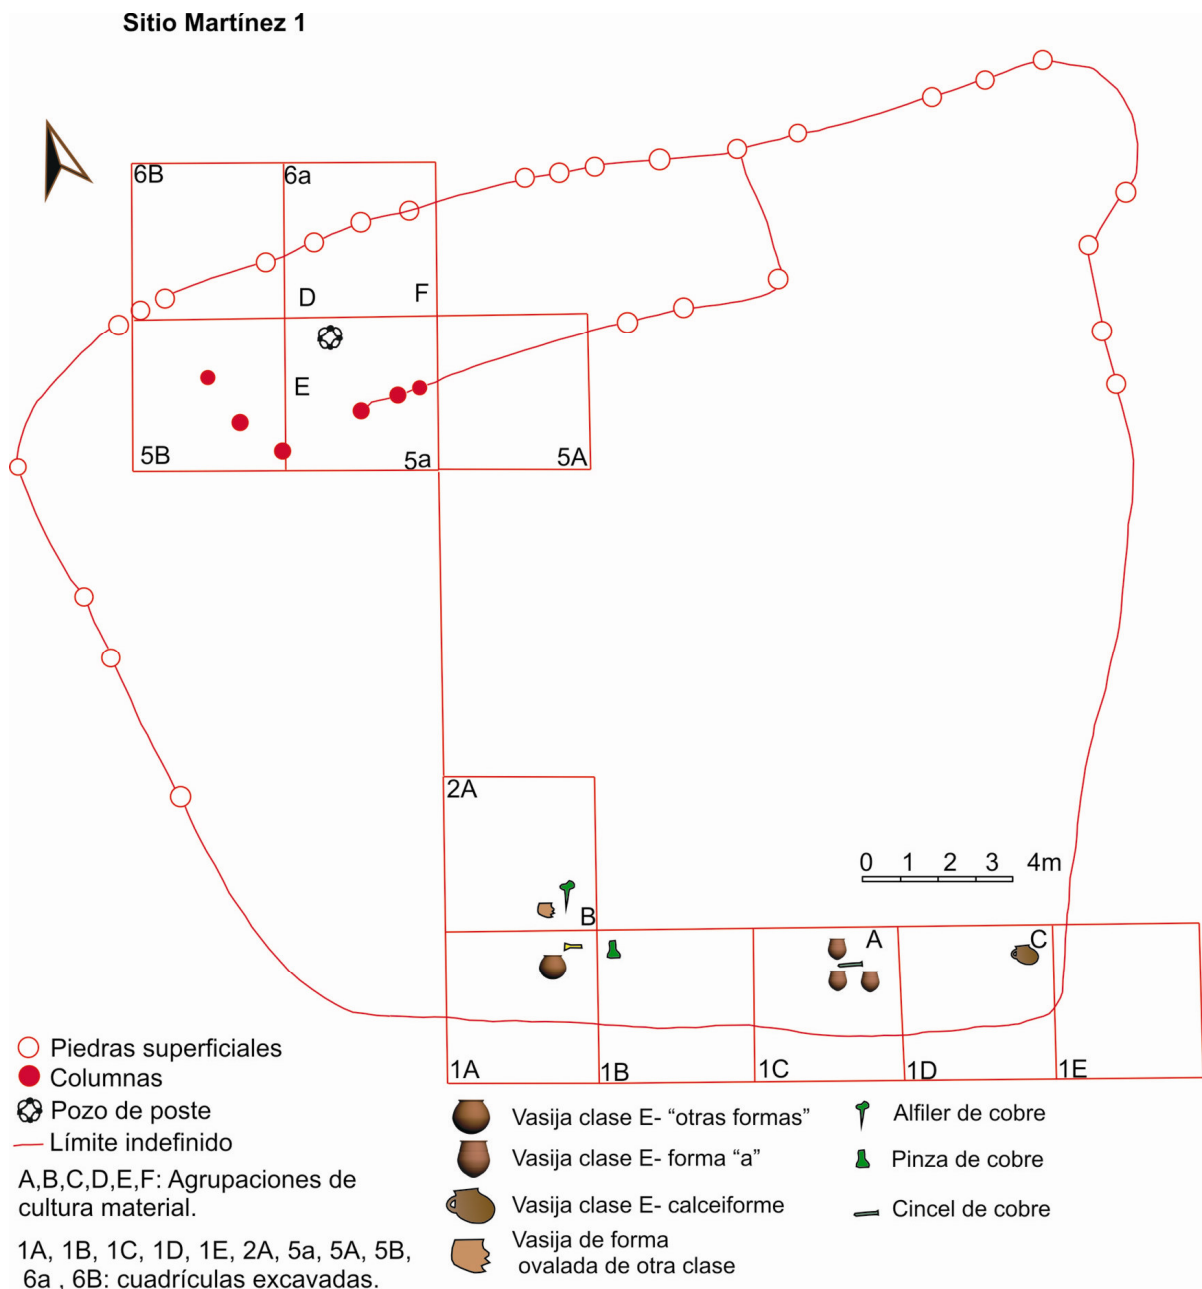 Sitio Martínez 1
6B
6a
D
F
E
5B
5a
5A
2A
0 1 2 3 4m
B
A
C
1A
1B
1C
1D
1E
Piedras superficiales
Columnas
Pozo de poste
Límite indefinido
A,B,C,D,E,F: Agrupaciones de
cultura material.
1A, 1B, 1C, 1D, 1E, 2A, 5a, 5A, 5B,
6a , 6B: cuadrículas excavadas.
Vasija clase E- “otras formas”
Vasija clase E- forma “a”
Vasija clase E- calceiforme
Vasija de forma
ovalada de otra clase
Alfiler de cobre
Pinza de cobre
Cincel de cobre